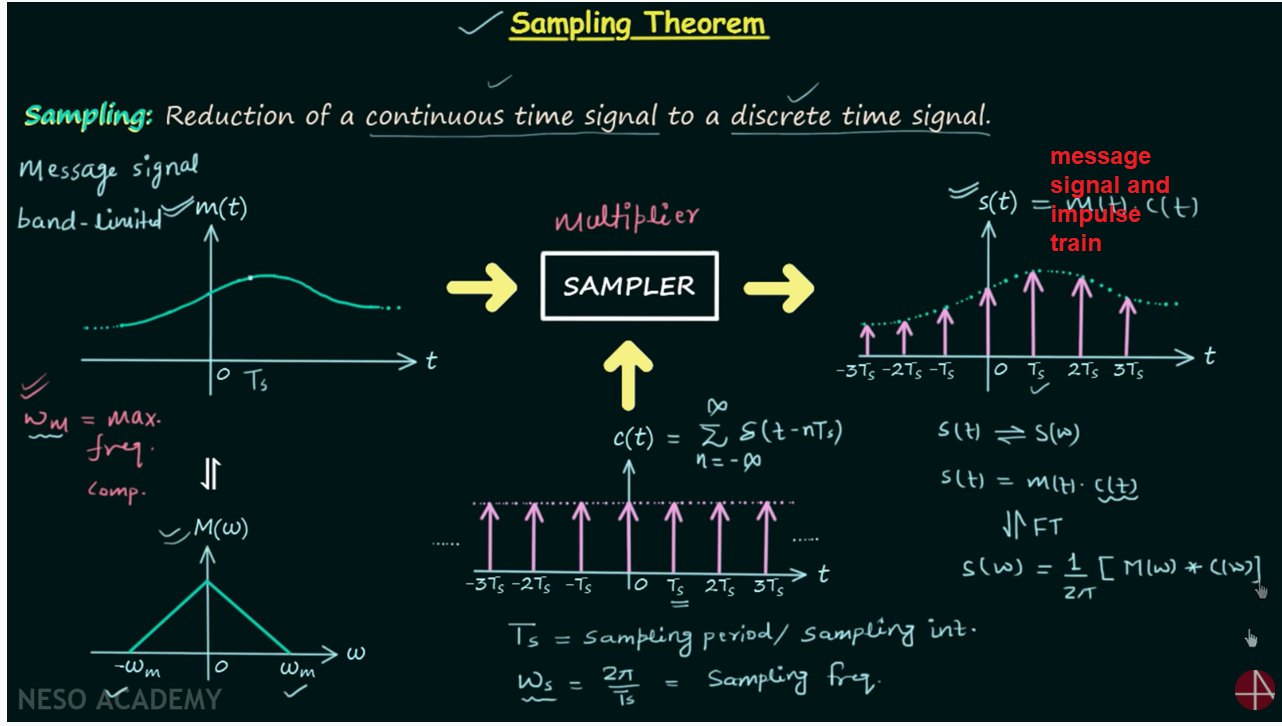 Sampling Theorem
Sampling: Reduction of a continuous time signal to a discrete time signal.
Message signal
band-limited
m(t)
t
0
Ts
ωm = max.
freq.
comp.
⇌
M(ω)
-ωm
0
ωm
ω
Multiplier
SAMPLER
c(t) = ∑ δ(t-nTs)
∞
n=-∞
-3Ts -2Ts -Ts 0 Ts 2Ts 3Ts t
Ts = sampling period/ sampling int.
ωs = 2π/Ts = Sampling freq.
message
signal and
impulse
train
s(t) = m(t). c(t)
-3Ts -2Ts -Ts 0 Ts 2Ts 3Ts t
s(t) ⇌ S(ω)
s(t) = m(t). c(t)
⇌ FT
S(ω) = 1/2π [ M(ω) * C(ω)]
NESO ACADEMY